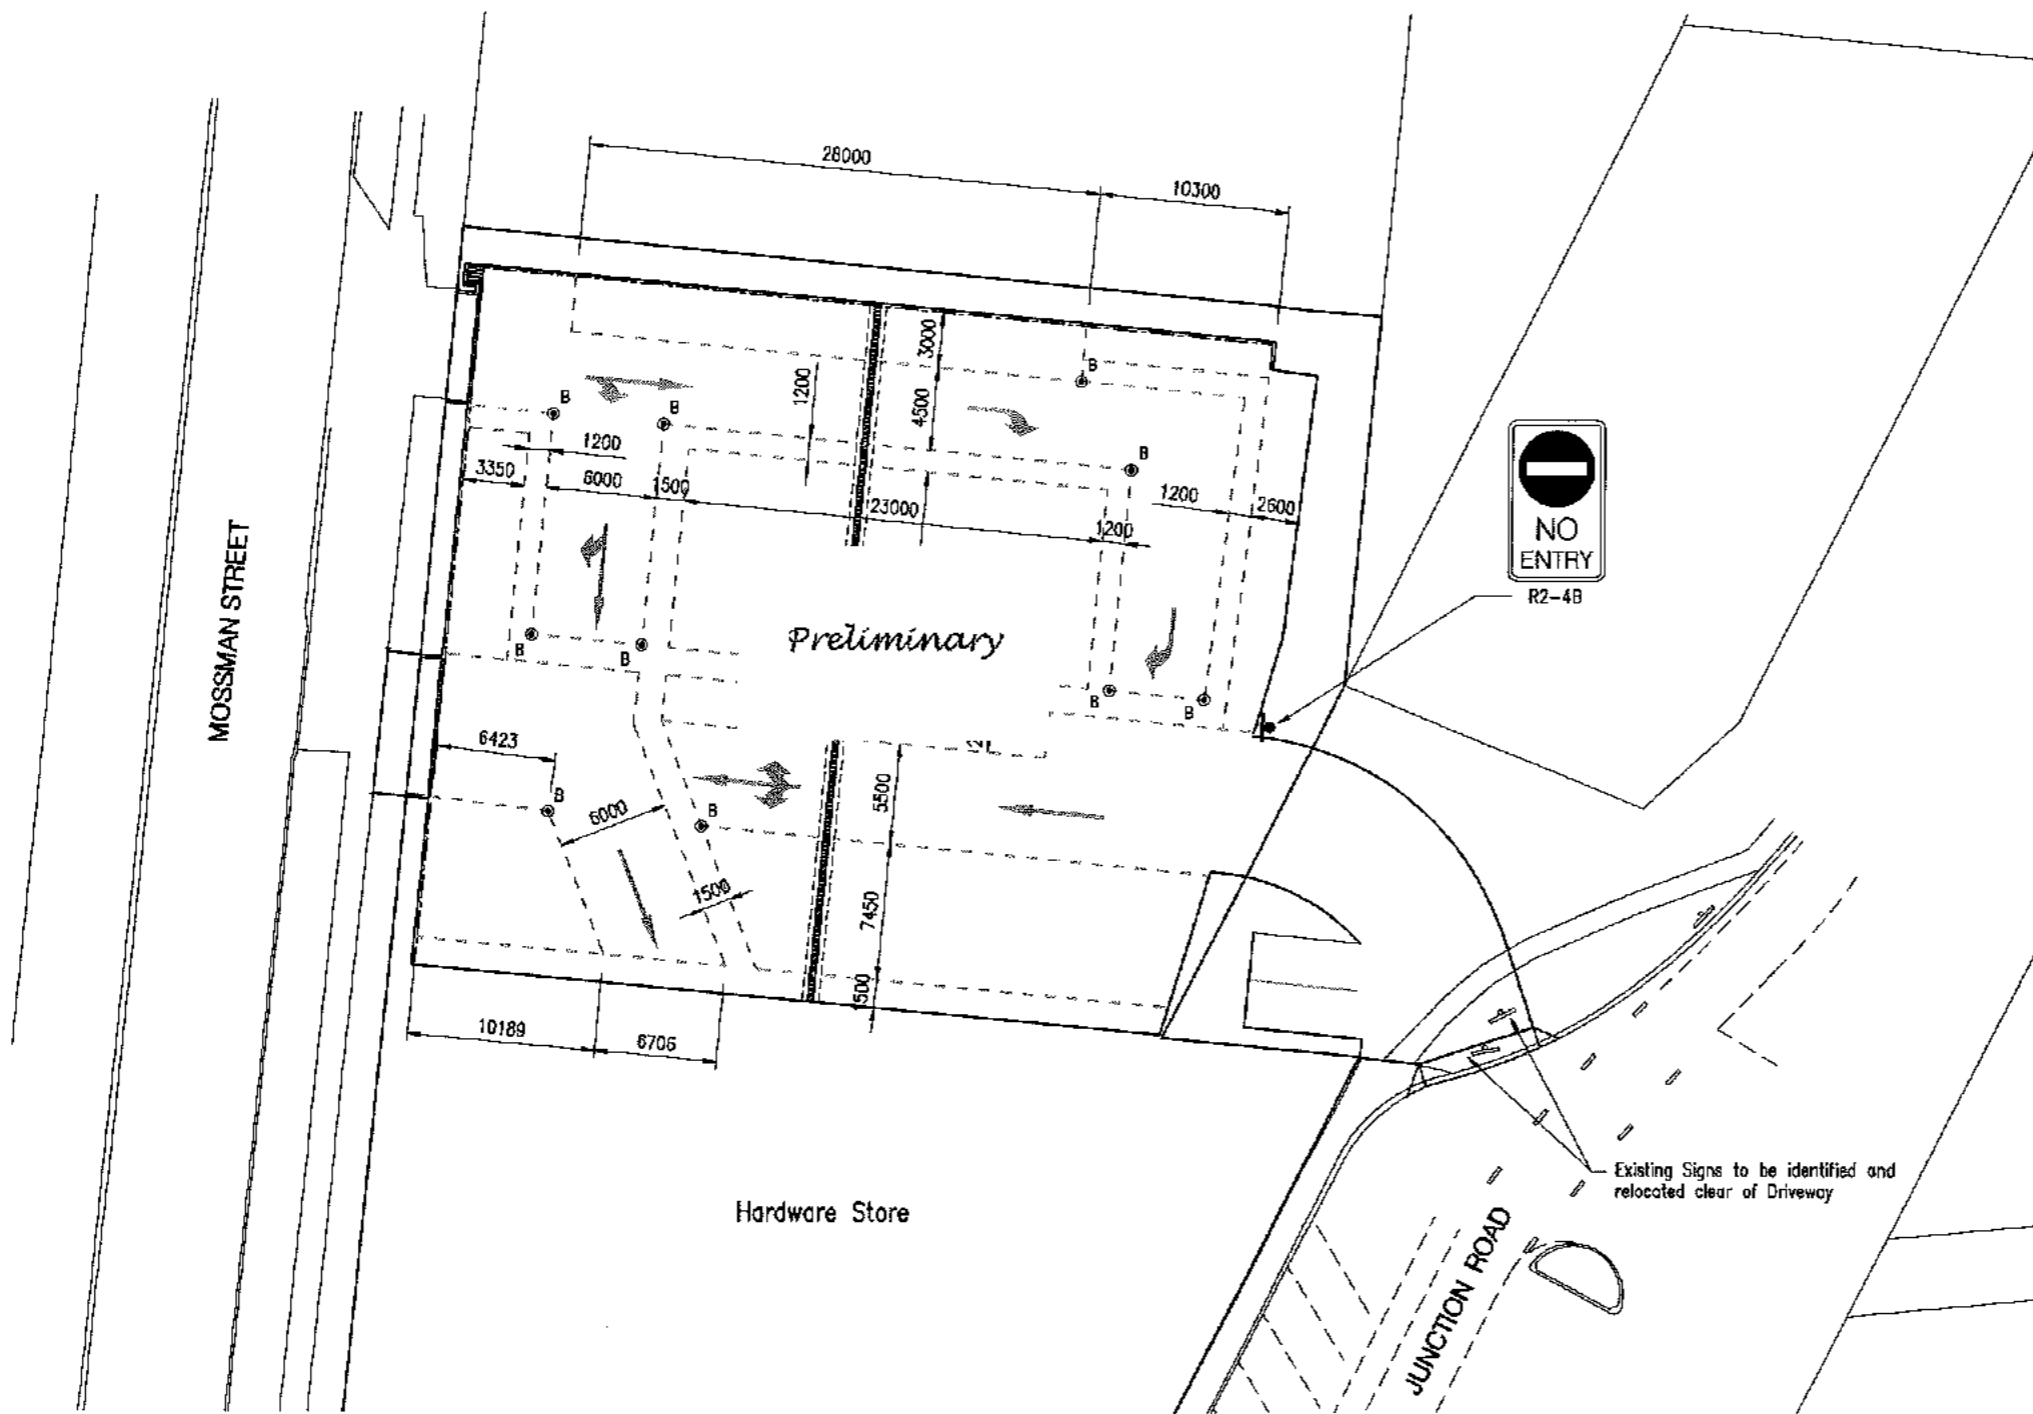 28000
10300
3000
1200
4500
B
B
B
B
1200
3350
6000
1500
23000
1200
1200
2600
NO
ENTRY
R2-4B
MOSSMAN STREET
Preliminary
B
B
B
B
6423
B
6000
B
5500
1500
7450
500
10189
6706
Existing Signs to be identified and
relocated clear of Driveway
Hardware Store
JUNCTION ROAD